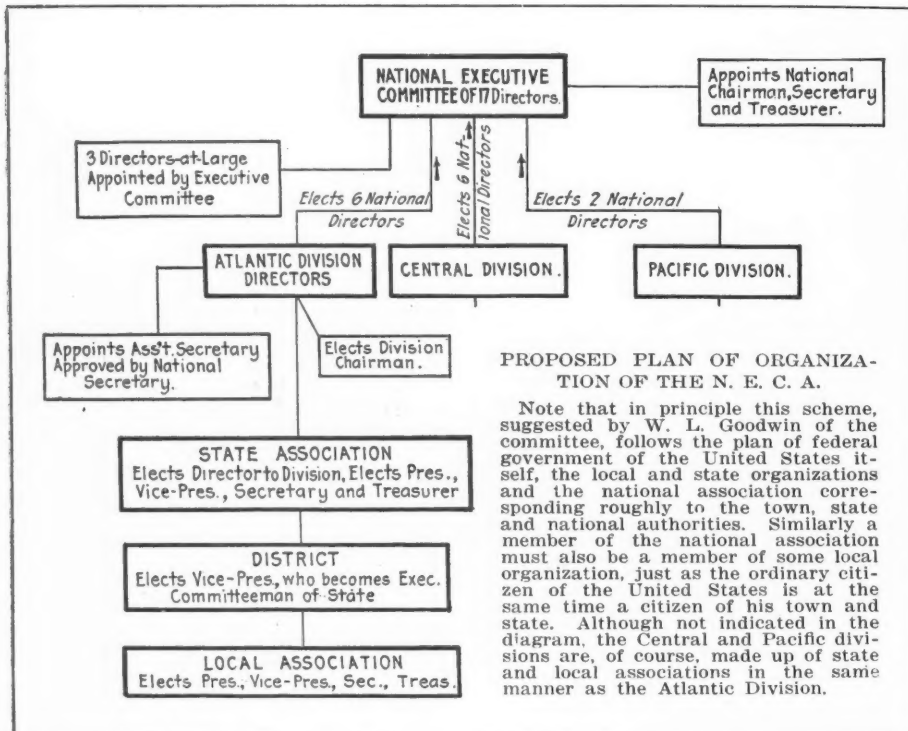 NATIONAL EXECUTIVE
COMMITTEE OF 17 Directors.
Appoints National
Chairman, Secretary
and Treasurer.
3 Directors-at-Large
Appointed by Executive
Committee
Elects 6 National
Directors
Elects 6 Nat-
ional Directors
Elects 2 National
Directors
ATLANTIC DIVISION
DIRECTORS
CENTRAL DIVISION.
PACIFIC DIVISION.
Appoints Ass't. Secretary
Approved by National
Secretary.
Elects Division
Chairman.
STATE ASSOCIATION
Elects Director to Division, Elects Pres.,
Vice-Pres., Secretary and Treasurer
DISTRICT
Elects Vice-Pres., who becomes Exec.
Committeeman of State
LOCAL ASSOCIATION
Elects Pres., Vice-Pres., Sec., Treas.
PROPOSED PLAN OF ORGANIZA-
TION OF THE N. E. C. A.
Note that in principle this scheme,
suggested by W. L. Goodwin of the
committee, follows the plan of federal
government of the United States it-
self, the local and state organizations
and the national association corre-
sponding roughly to the town, state
and national authorities. Similarly a
member of the national association
must also be a member of some local
organization, just as the ordinary citi-
zen of the United States is at the
same time a citizen of his town and
state. Although not indicated in the
diagram, the Central and Pacific divi-
sions are, of course, made up of state
and local associations in the same
manner as the Atlantic Division.